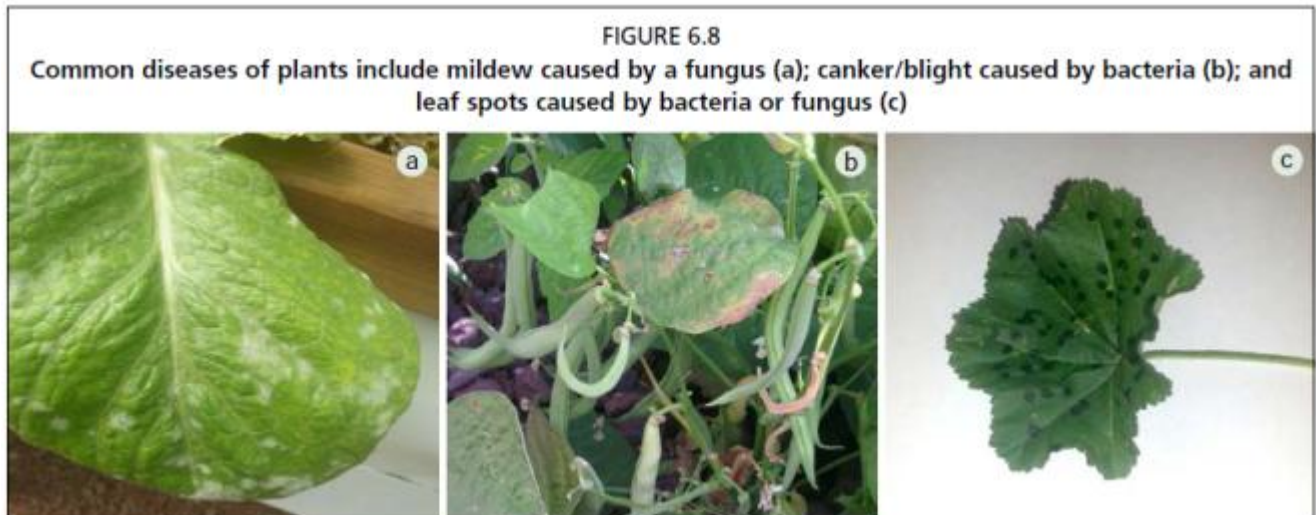 FIGURE 6.8
Common diseases of plants include mildew caused by a fungus (a); canker/blight caused by bacteria (b); and
leaf spots caused by bacteria or fungus (c)
a
b
c